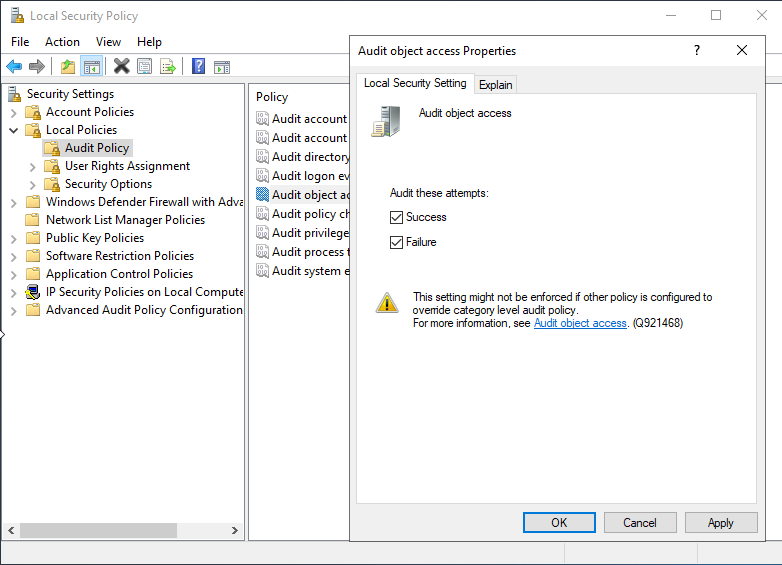 Local Security Policy
File Action View Help
Security Settings
Account Policies
Local Policies
Audit Policy
User Rights Assignment
Security Options
Windows Defender Firewall with Adva
Network List Manager Policies
Public Key Policies
Software Restriction Policies
Application Control Policies
IP Security Policies on Local Compute
Advanced Audit Policy Configuration
Policy
Audit account
Audit account
Audit directory
Audit logon ev
Audit object ac
Audit policy ch
Audit privilege
Audit process t
Audit system e
Audit object access Properties
Local Security Setting Explain
Audit object access
Audit these attempts:
Success
Failure
This setting might not be enforced if other policy is configured to
override category level audit policy.
For more information, see Audit object access. (Q921468)
OK Cancel Apply